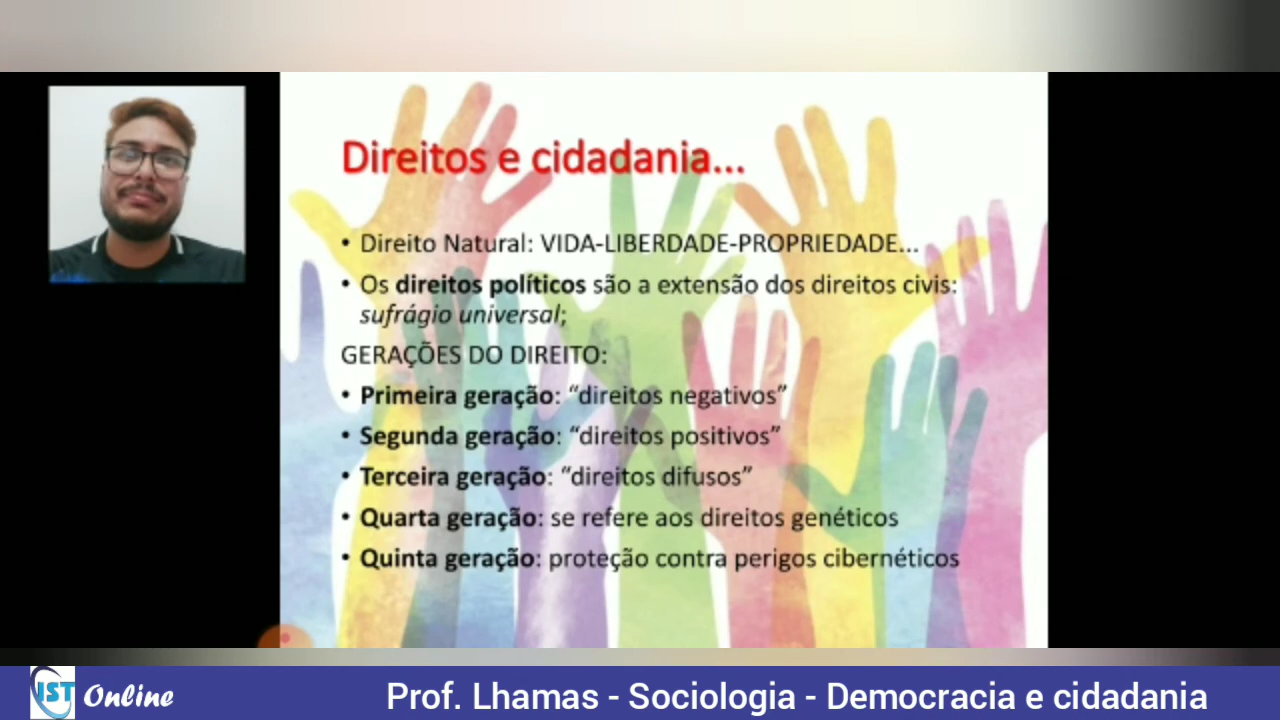 Direitos e cidadania...
• Direito Natural: VIDA-LIBERDADE-PROPRIEDADE...
• Os direitos políticos são a extensão dos direitos civis:
sufrágio universal;
GERAÇÕES DO DIREITO:
• Primeira geração: “direitos negativos”
• Segunda geração: “direitos positivos”
• Terceira geração: “direitos difusos”
• Quarta geração: se refere aos direitos genéticos
• Quinta geração: proteção contra perigos cibernéticos
IST Online
Prof. Lhamas - Sociologia - Democracia e cidadania